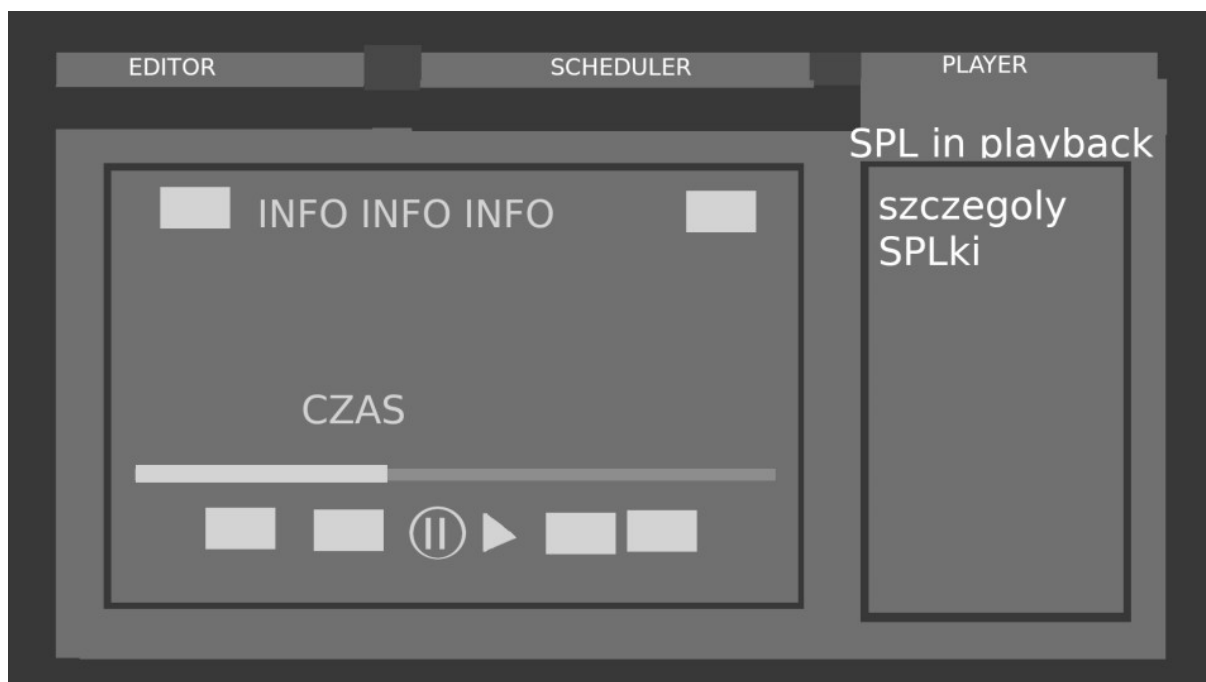 EDITOR
SCHEDULER
PLAYER
SPL in playback
INFO INFO INFO
szczegoly
SPLki
CZAS